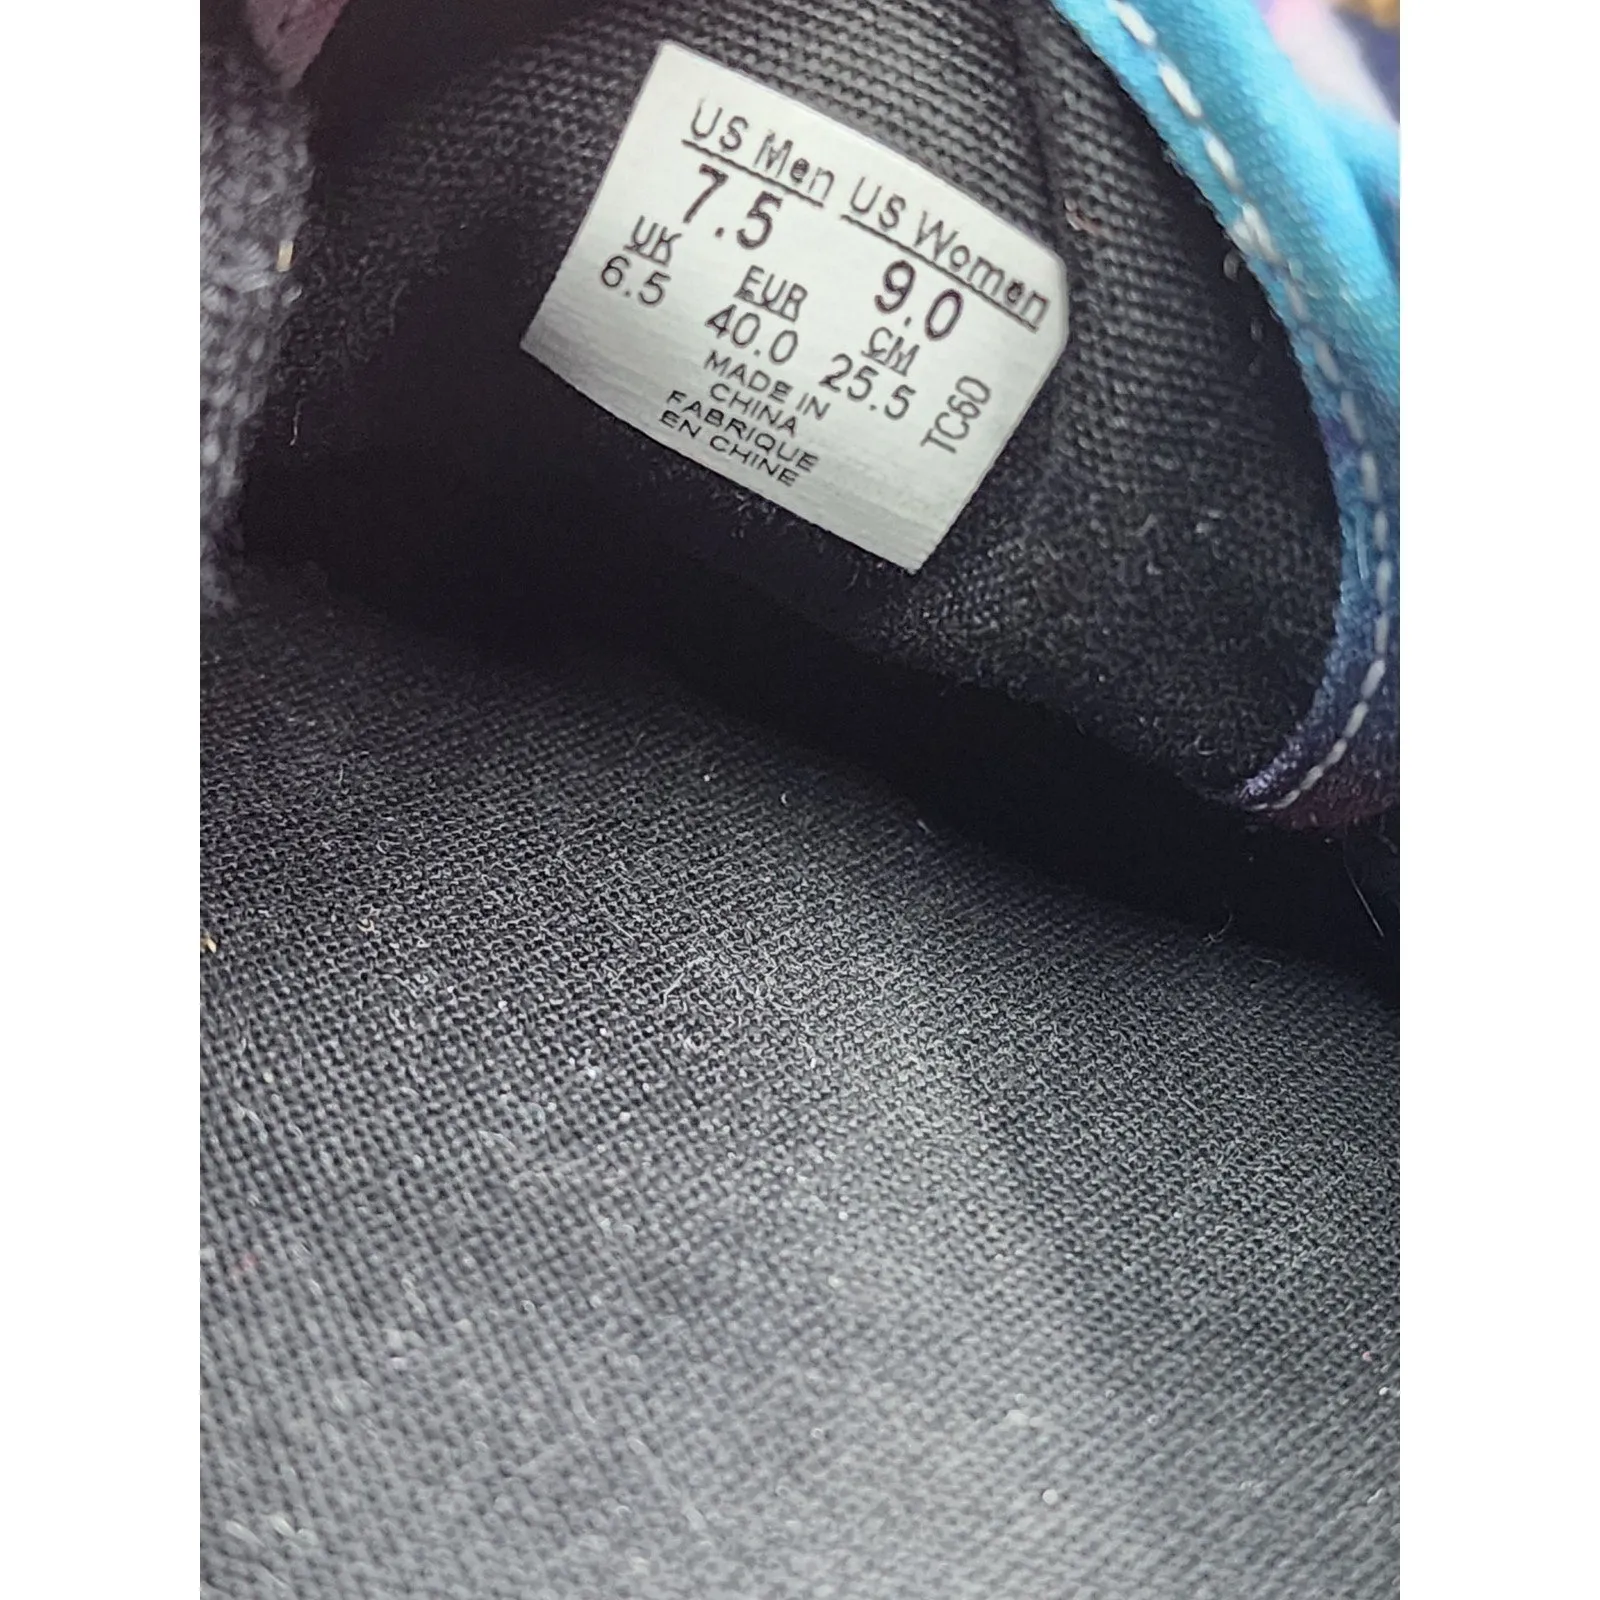 US Men US Women
7.5 9.0
UK EUR CM
6.5 40.0 25.5
MADE IN
CHINA
FABRIQUE
EN CHINE
TC60